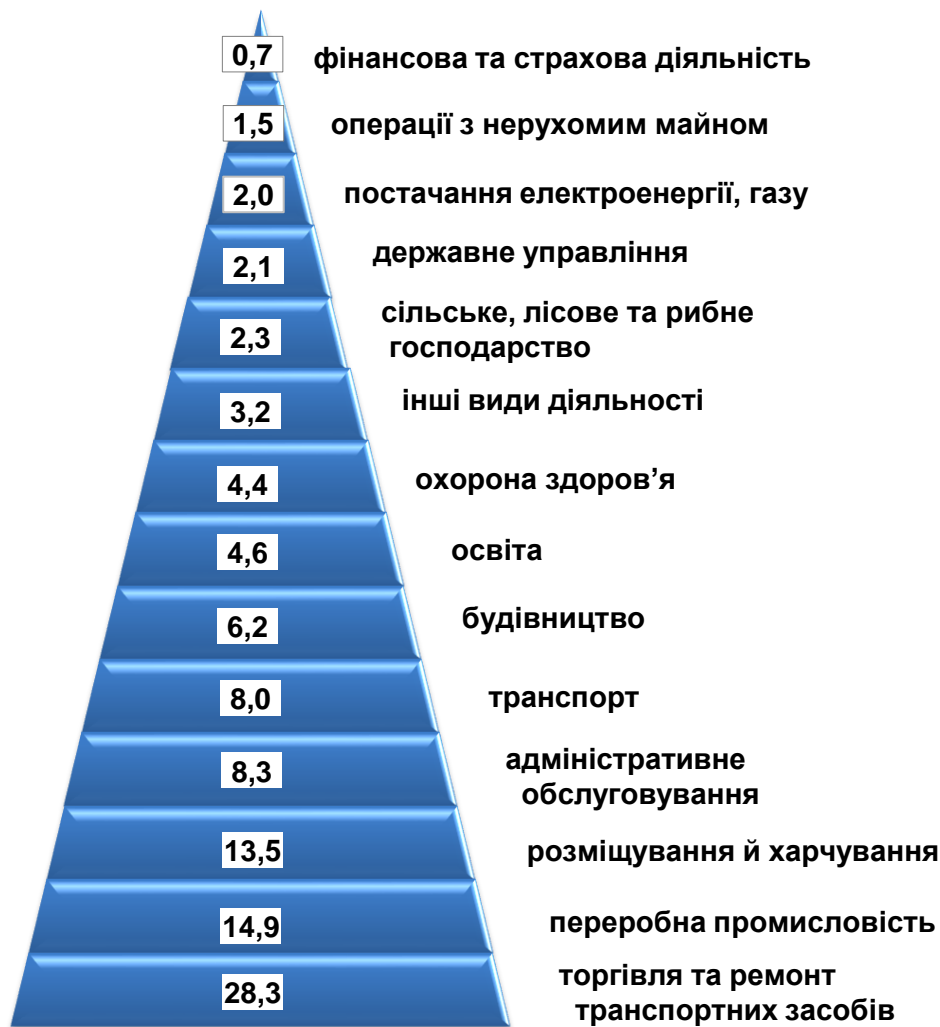 0,7 фінансова та страхова діяльність
1,5 операції з нерухомим майном
2,0 постачання електроенергії, газу
2,1 державне управління
2,3 сільське, лісове та рибне
господарство
3,2 інші види діяльності
4,4 охорона здоров’я
4,6 освіта
6,2 будівництво
8,0 транспорт
8,3 адміністративне
обслуговування
13,5 розміщування й харчування
14,9 переробна промисловість
28,3 торгівля та ремонт
транспортних засобів